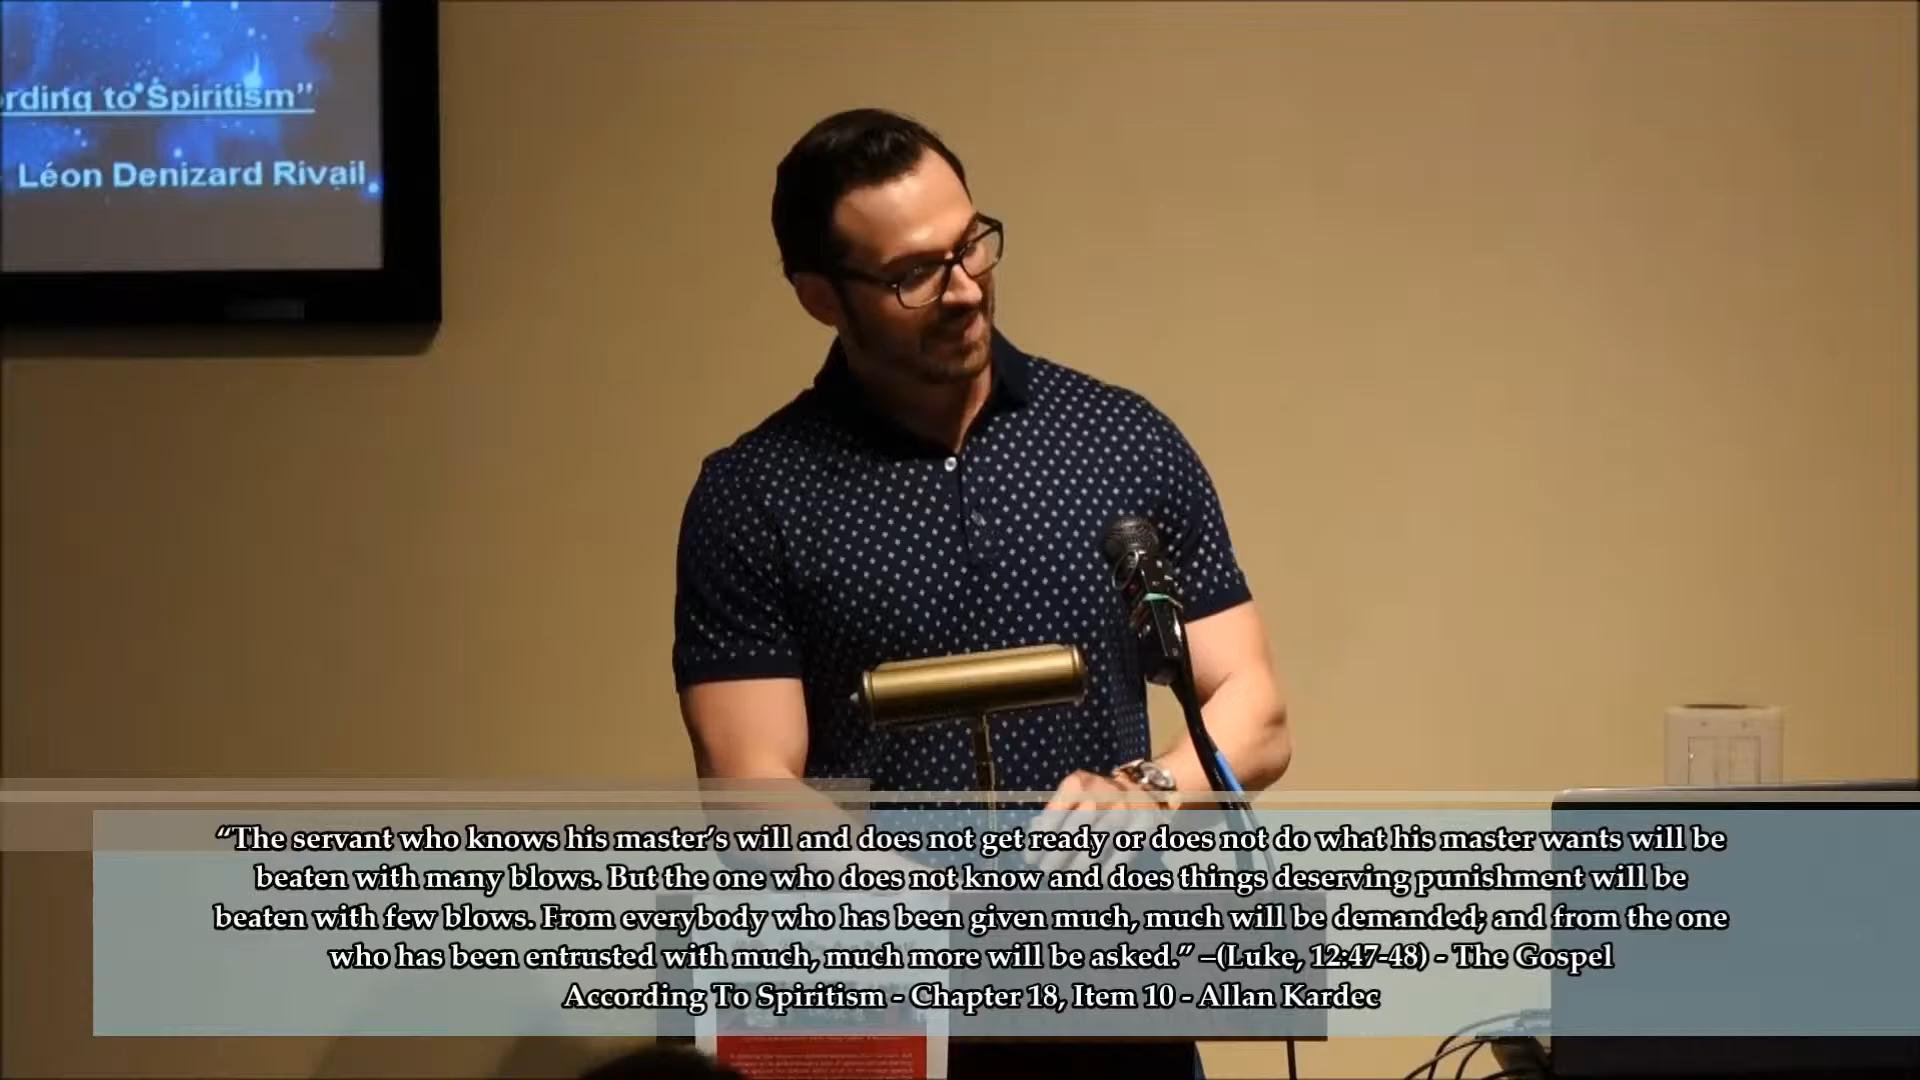 rding to Spiritism”
Léon Denizard Rivail
“The servant who knows his master’s will and does not get ready or does not do what his master wants will be
beaten with many blows. But the one who does not know and does things deserving punishment will be
beaten with few blows. From everybody who has been given much, much will be demanded; and from the one
who has been entrusted with much, much more will be asked.” –(Luke, 12:47-48) - The Gospel
According To Spiritism - Chapter 18, Item 10 - Allan Kardec